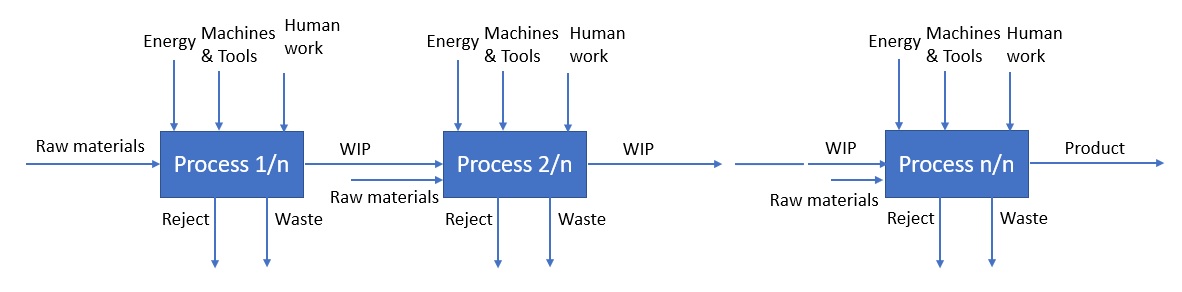 Energy
Machines
& Tools
Human
work
Raw materials
Process 1/n
Reject
Waste
WIP
Energy
Machines
& Tools
Human
work
Raw materials
Process 2/n
Reject
Waste
WIP
Energy
Machines
& Tools
Human
work
WIP
Raw materials
Process n/n
Reject
Waste
Product